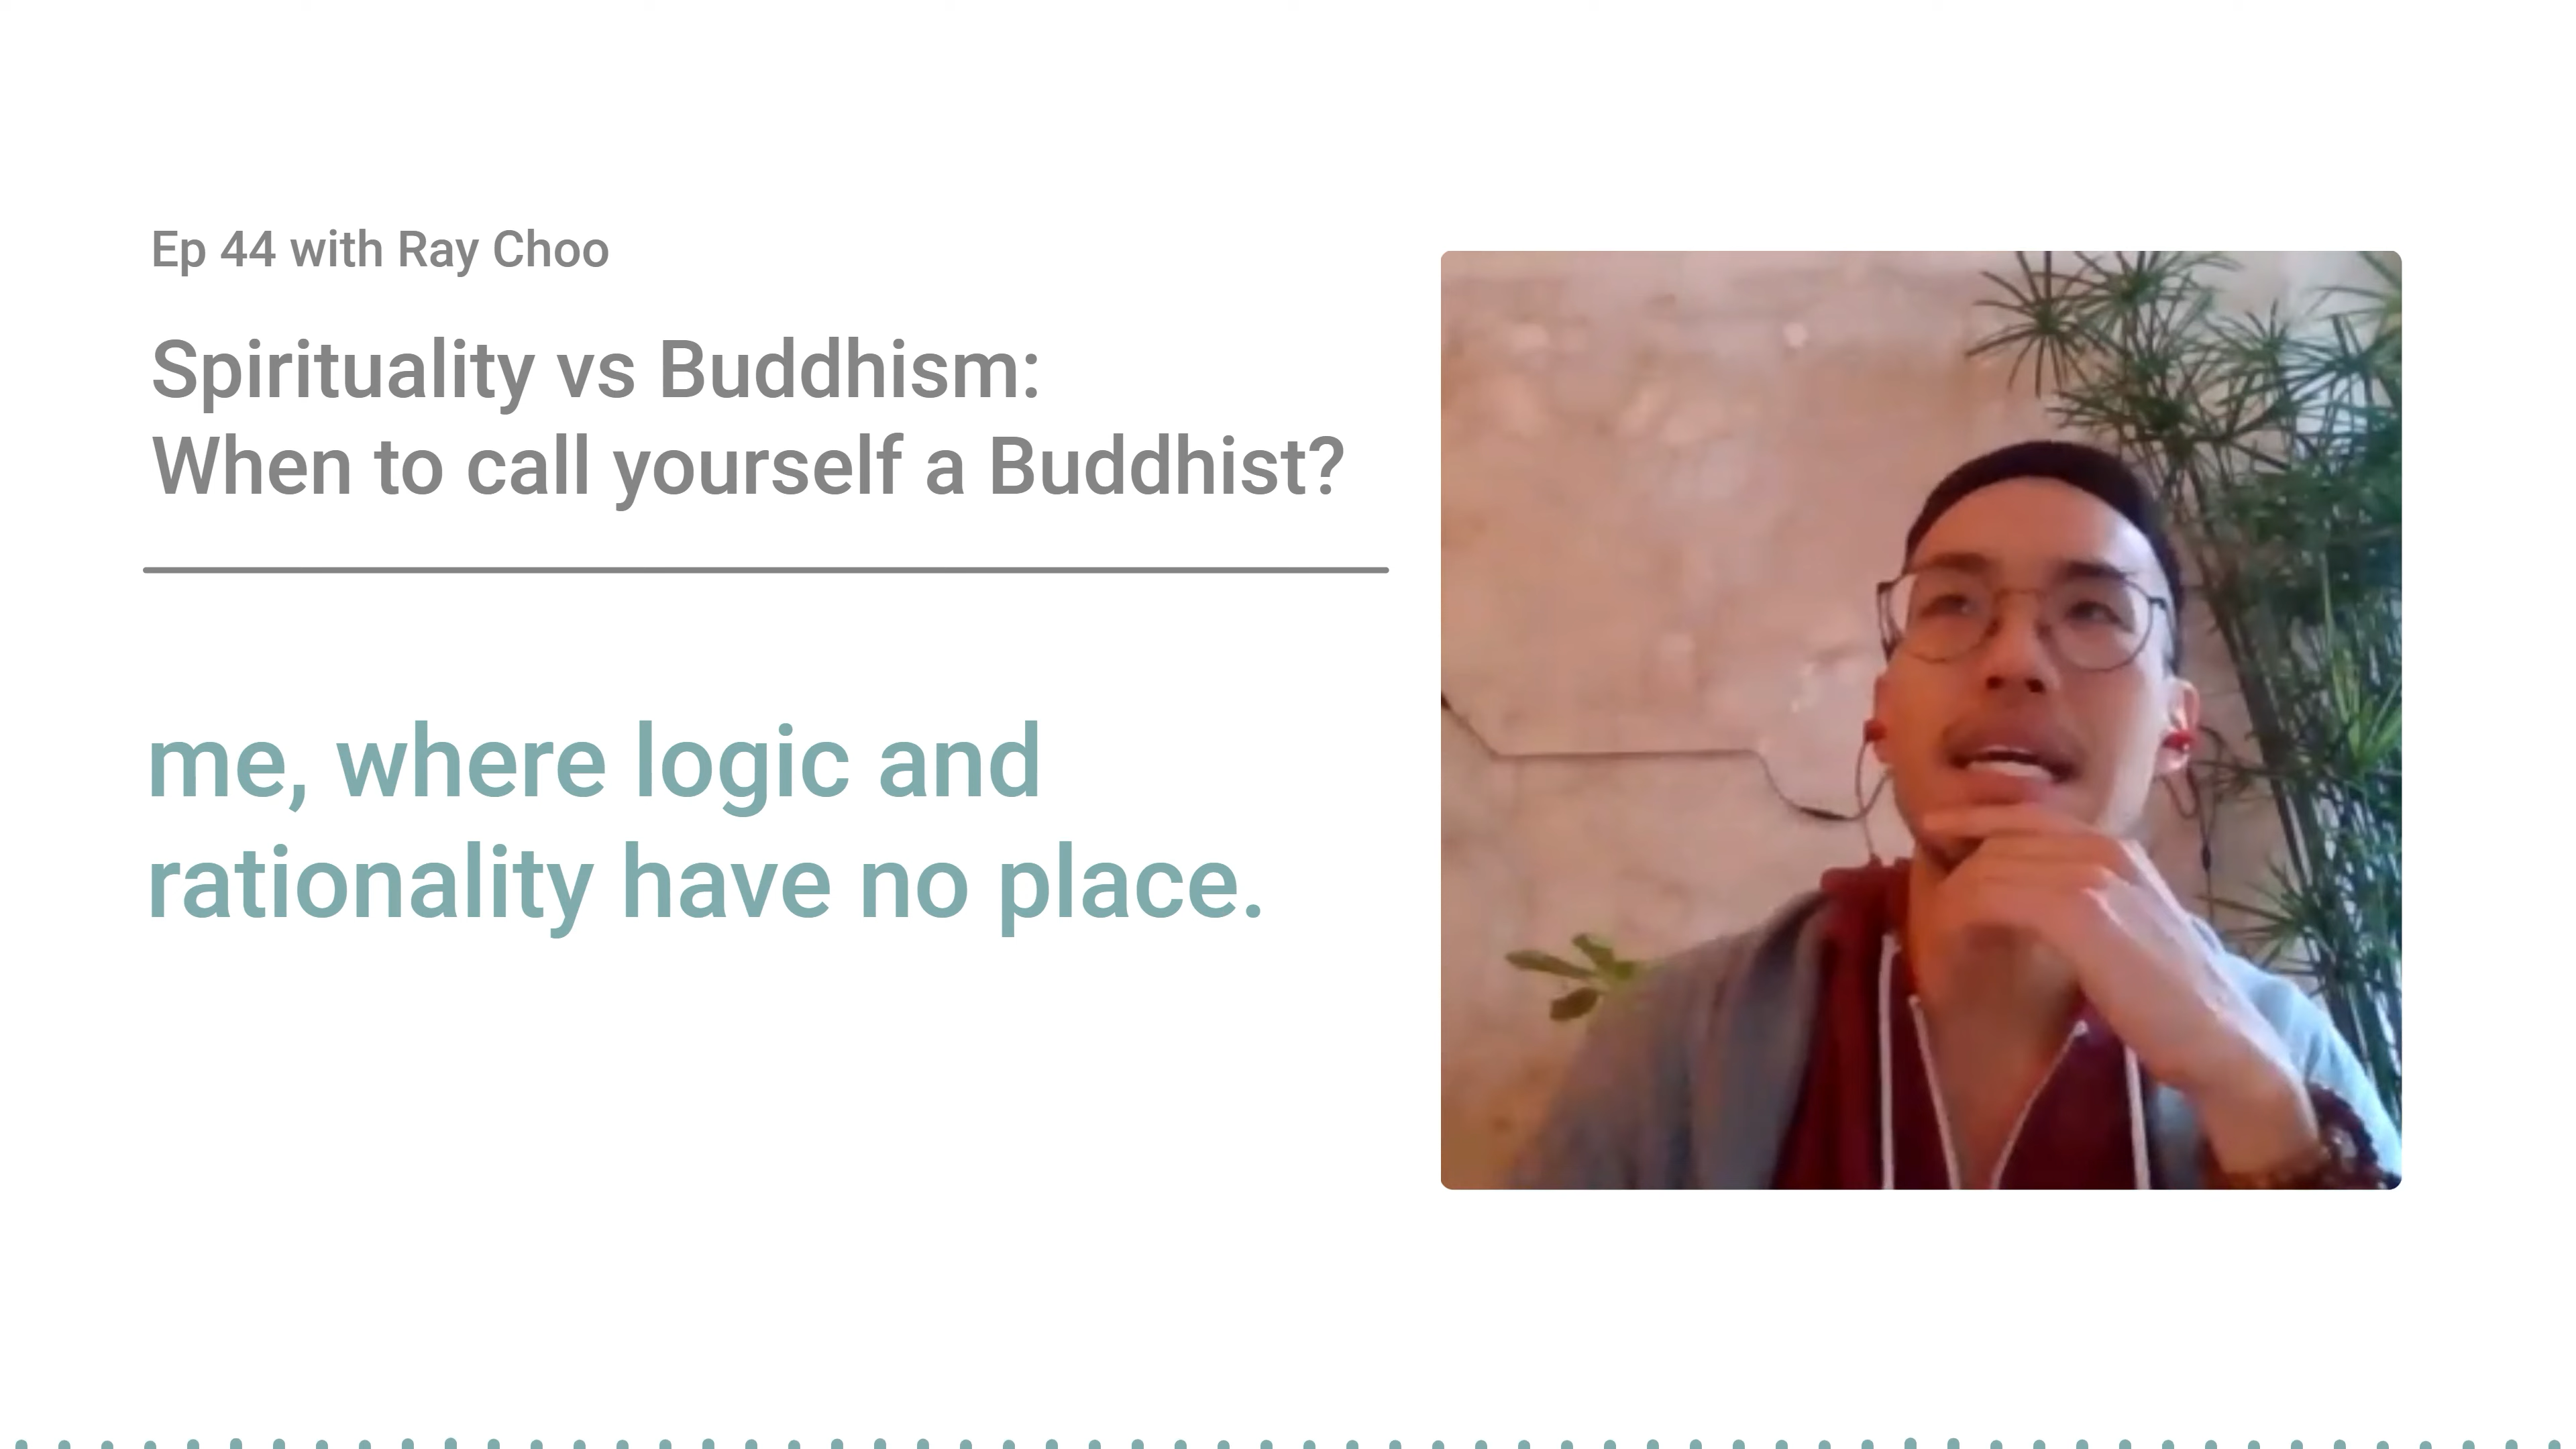 Ep 44 with Ray Choo
Spirituality vs Buddhism:
When to call yourself a Buddhist?
me, where logic and
rationality have no place.